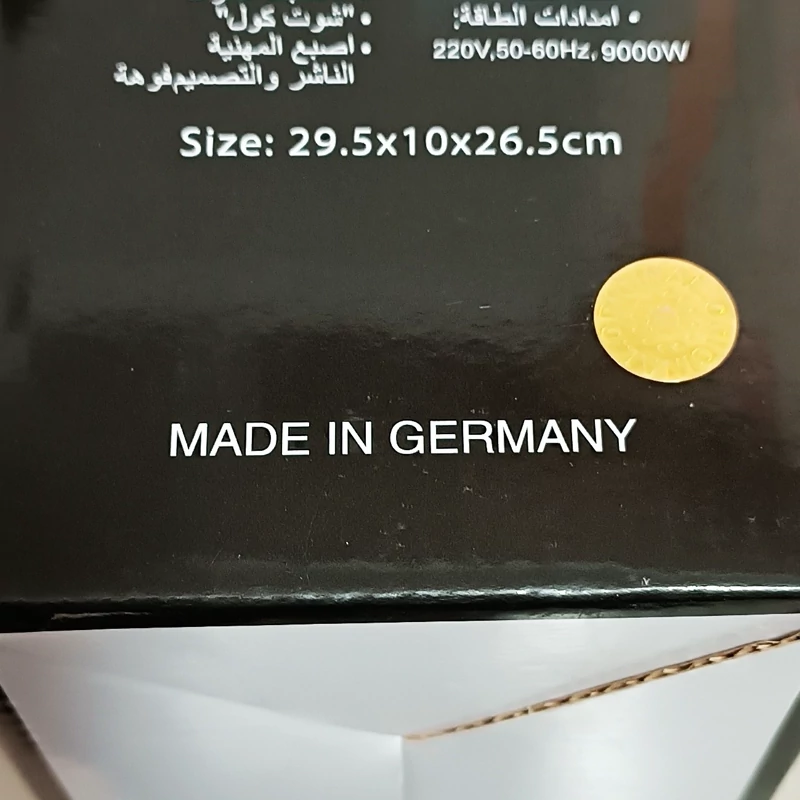 • امدادات الطاقة:
220V,50-60Hz, 9000W
• "شوت كول"
• اصبع المهنية
الناشر والتصميمفوهة
Size: 29.5x10x26.5cm
MADE IN GERMANY